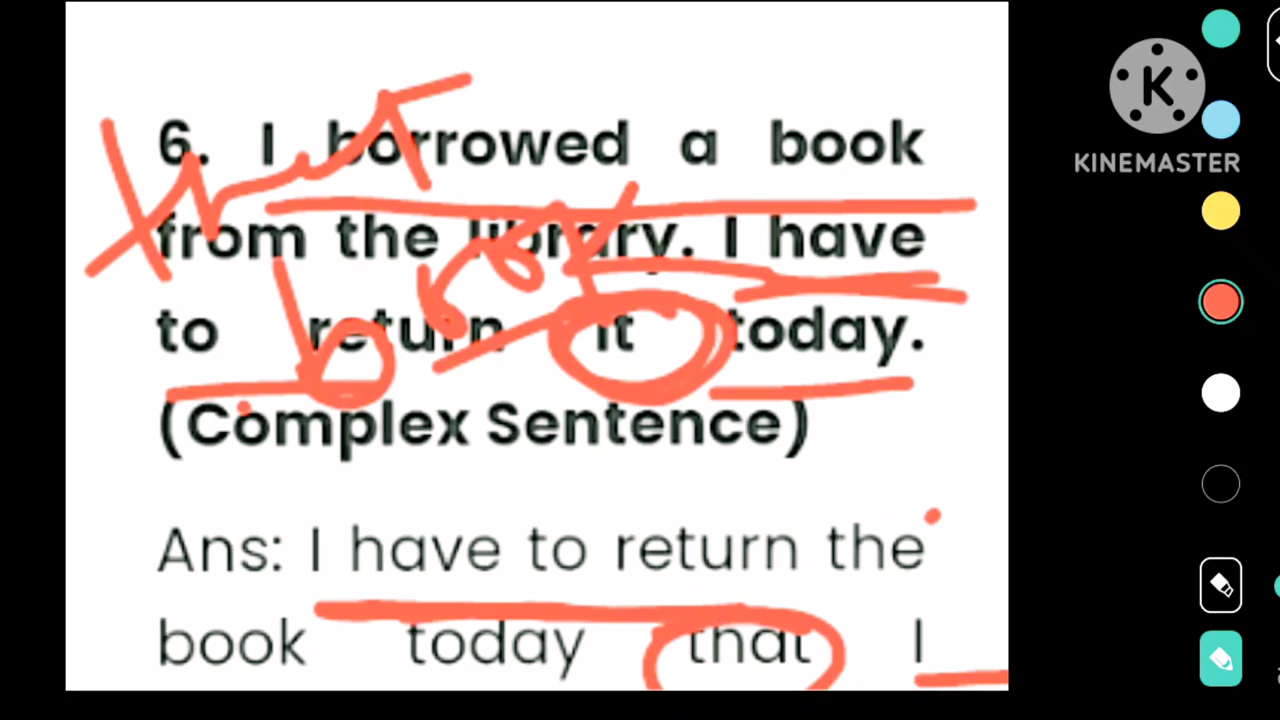 6. I borrowed a book
from the library. I have
to return it today.
(Complex Sentence)
Ans: I have to return the
book today that I
KINEMASTER